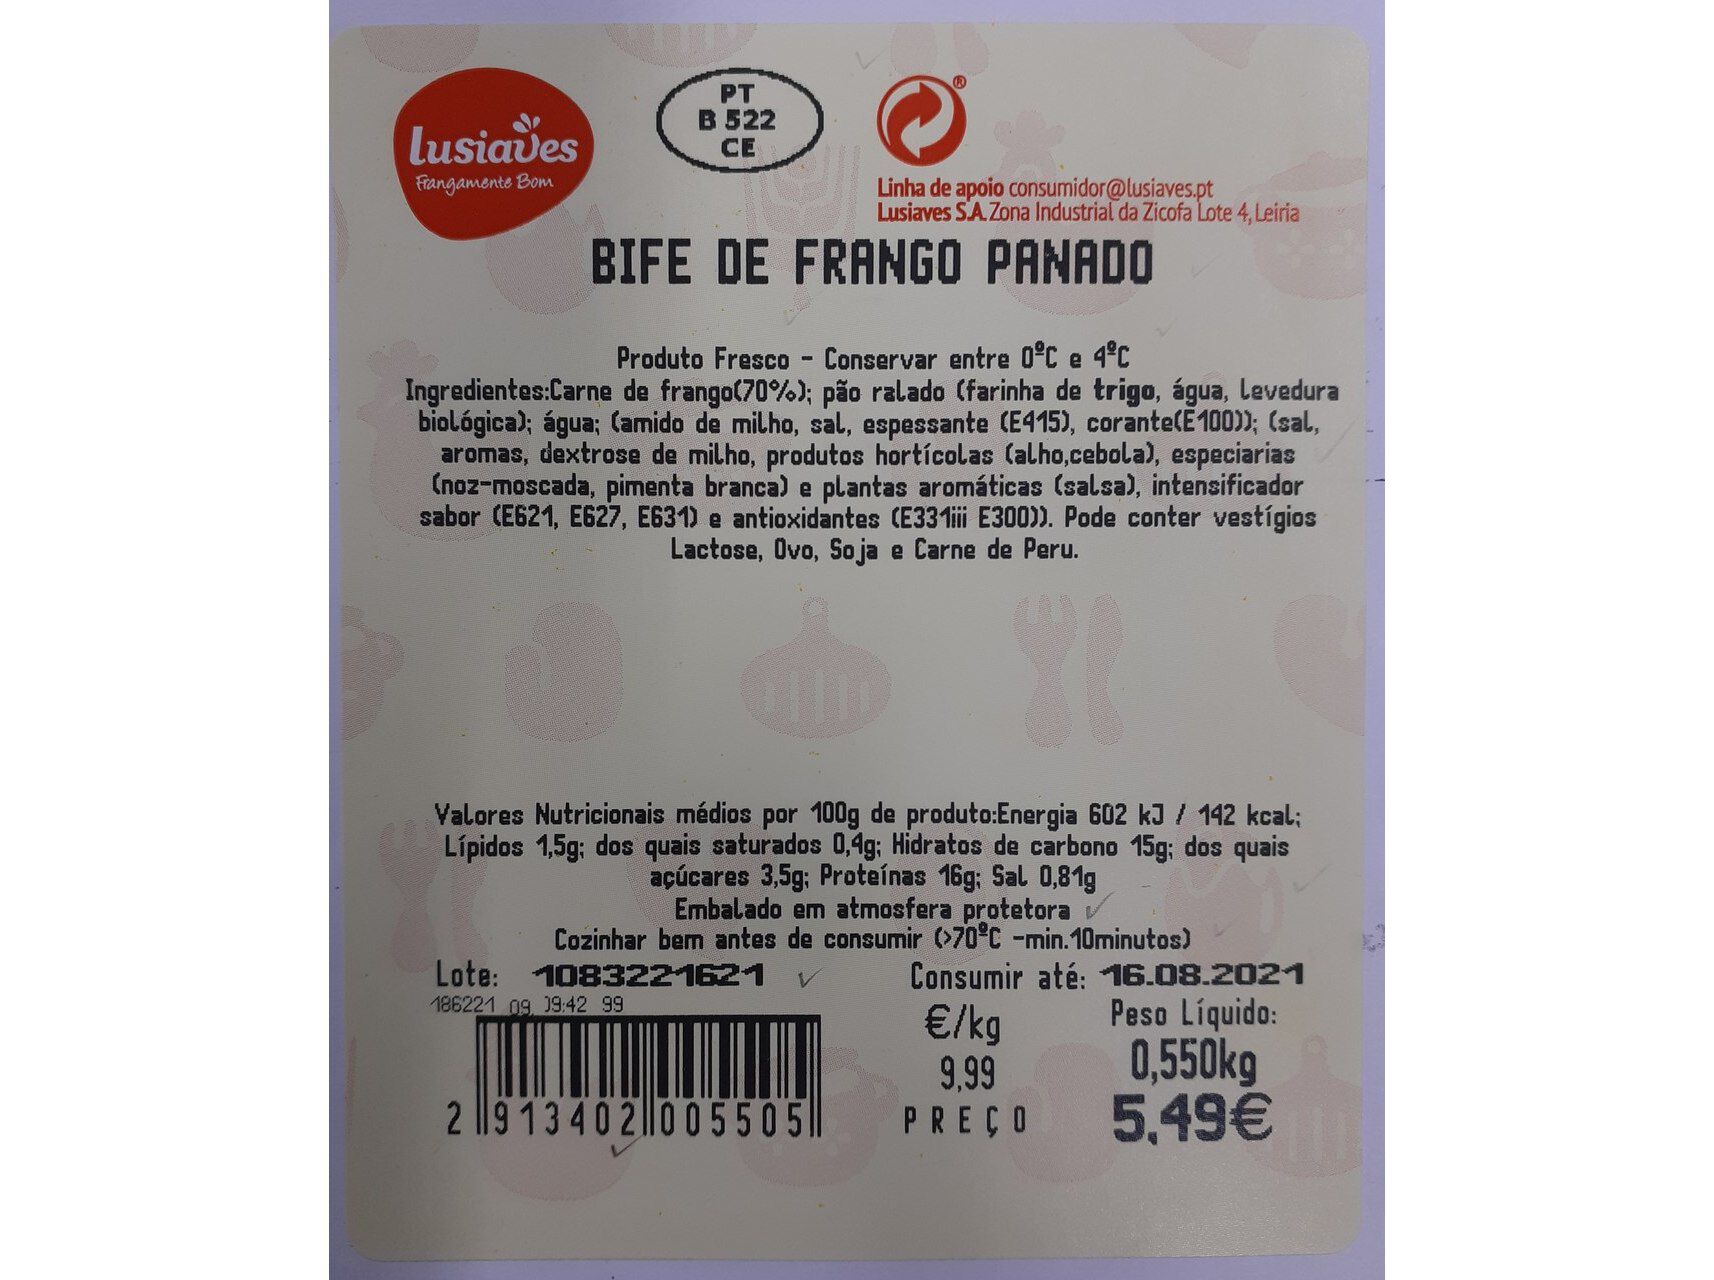 lusiaves
Frangamente Bom
PT
B 522
CE
®
Linha de apoio consumidor@lusiaves.pt
Lusiaves S.A. Zona Industrial da Zicofa Lote 4, Leiria
BIFE DE FRANGO PANADO
Produto Fresco - Conservar entre 0ºC e 4ºC
Ingredientes:Carne de frango(70%); pão ralado (farinha de trigo, água, Levedura
biológica); água; (amido de milho, sal, espessante (E415), corante(E100)); (sal,
aromas, dextrose de milho, produtos hortícolas (alho,cebola), especiarias
(noz-moscada, pimenta branca) e plantas aromáticas (salsa), intensificador
sabor (E621, E627, E631) e antioxidantes (E331iii E300)). Pode conter vestígios
Lactose, Ovo, Soja e Carne de Peru.
Valores Nutricionais médios por 100g de produto:Energia 602 kJ / 142 kcal;
Lípidos 1,5g; dos quais saturados 0,4g; Hidratos de carbono 15g; dos quais
açúcares 3,5g; Proteínas 16g; Sal 0,81g
Embalado em atmosfera protetora
Cozinhar bem antes de consumir (>70ºC -min.10minutos)
Lote: 1083221621 Consumir até: 16.08.2021
186221 09. 09:42 99
€/kg Peso Líquido:
9,99 0,550kg
PREÇO 5,49€
2 913402 005505